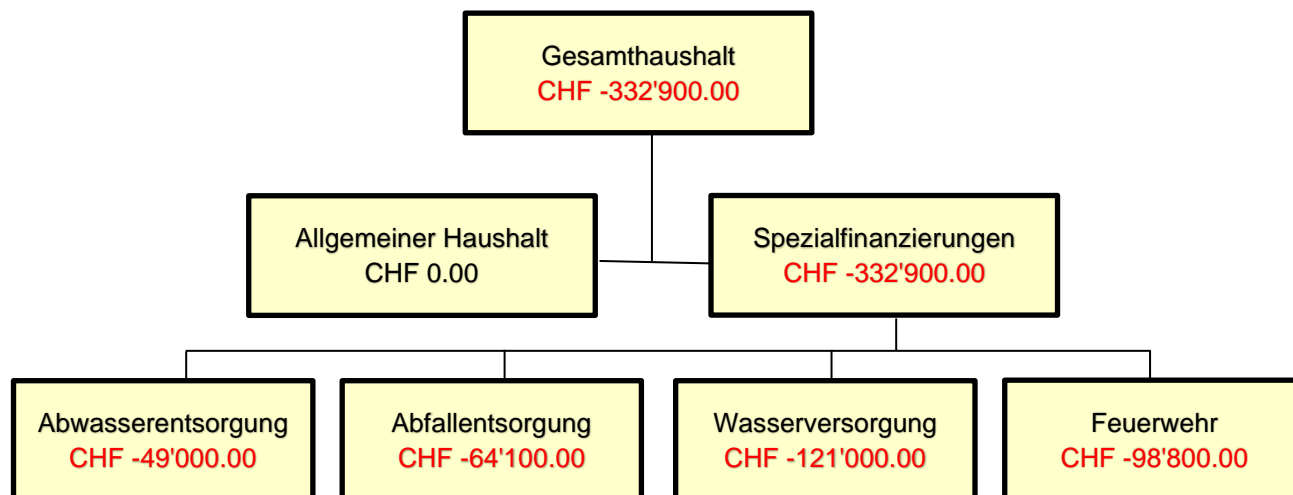 Gesamthaushalt
CHF -332'900.00
Allgemeiner Haushalt
CHF 0.00
Spezialfinanzierungen
CHF -332'900.00
Abwasserentsorgung
CHF -49'000.00
Abfallentsorgung
CHF -64'100.00
Wasserversorgung
CHF -121'000.00
Feuerwehr
CHF -98'800.00